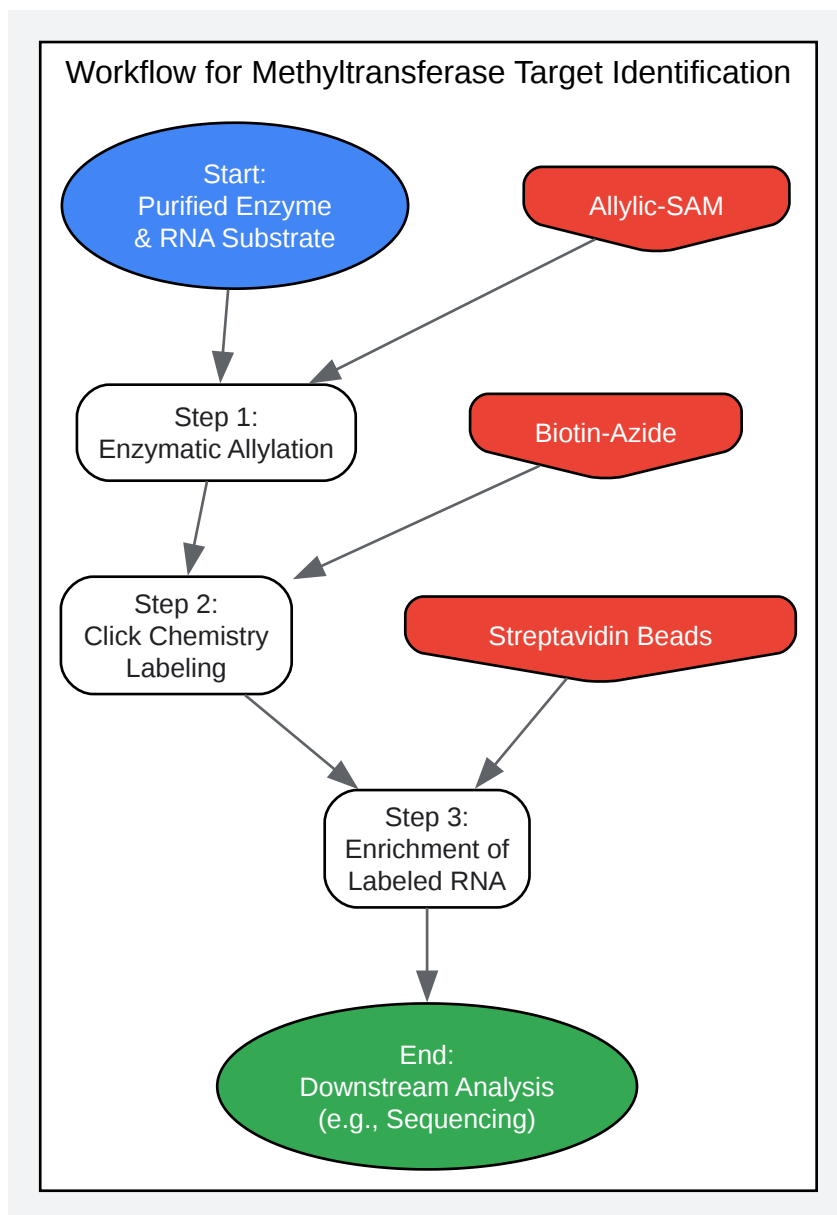 Workflow for Methyltransferase Target Identification
Start:
Purified Enzyme
& RNA Substrate
Allylic-SAM
Step 1:
Enzymatic Allylation
Biotin-Azide
Step 2:
Click Chemistry
Labeling
Streptavidin Beads
Step 3:
Enrichment of
Labeled RNA
End:
Downstream Analysis
(e.g., Sequencing)